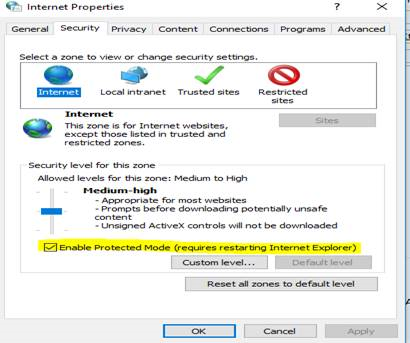 Internet Properties
General Security Privacy Content Connections Programs Advanced
Select a zone to view or change security settings.
Internet Local intranet Trusted sites Restricted
sites
Internet
This zone is for Internet websites,
except those listed in trusted and
restricted zones.
Sites
Security level for this zone
Allowed levels for this zone: Medium to High
Medium-high
- Appropriate for most websites
- Prompts before downloading potentially unsafe
content
- Unsigned ActiveX controls will not be downloaded
Enable Protected Mode (requires restarting Internet Explorer)
Custom level... Default level
Reset all zones to default level
OK Cancel Apply